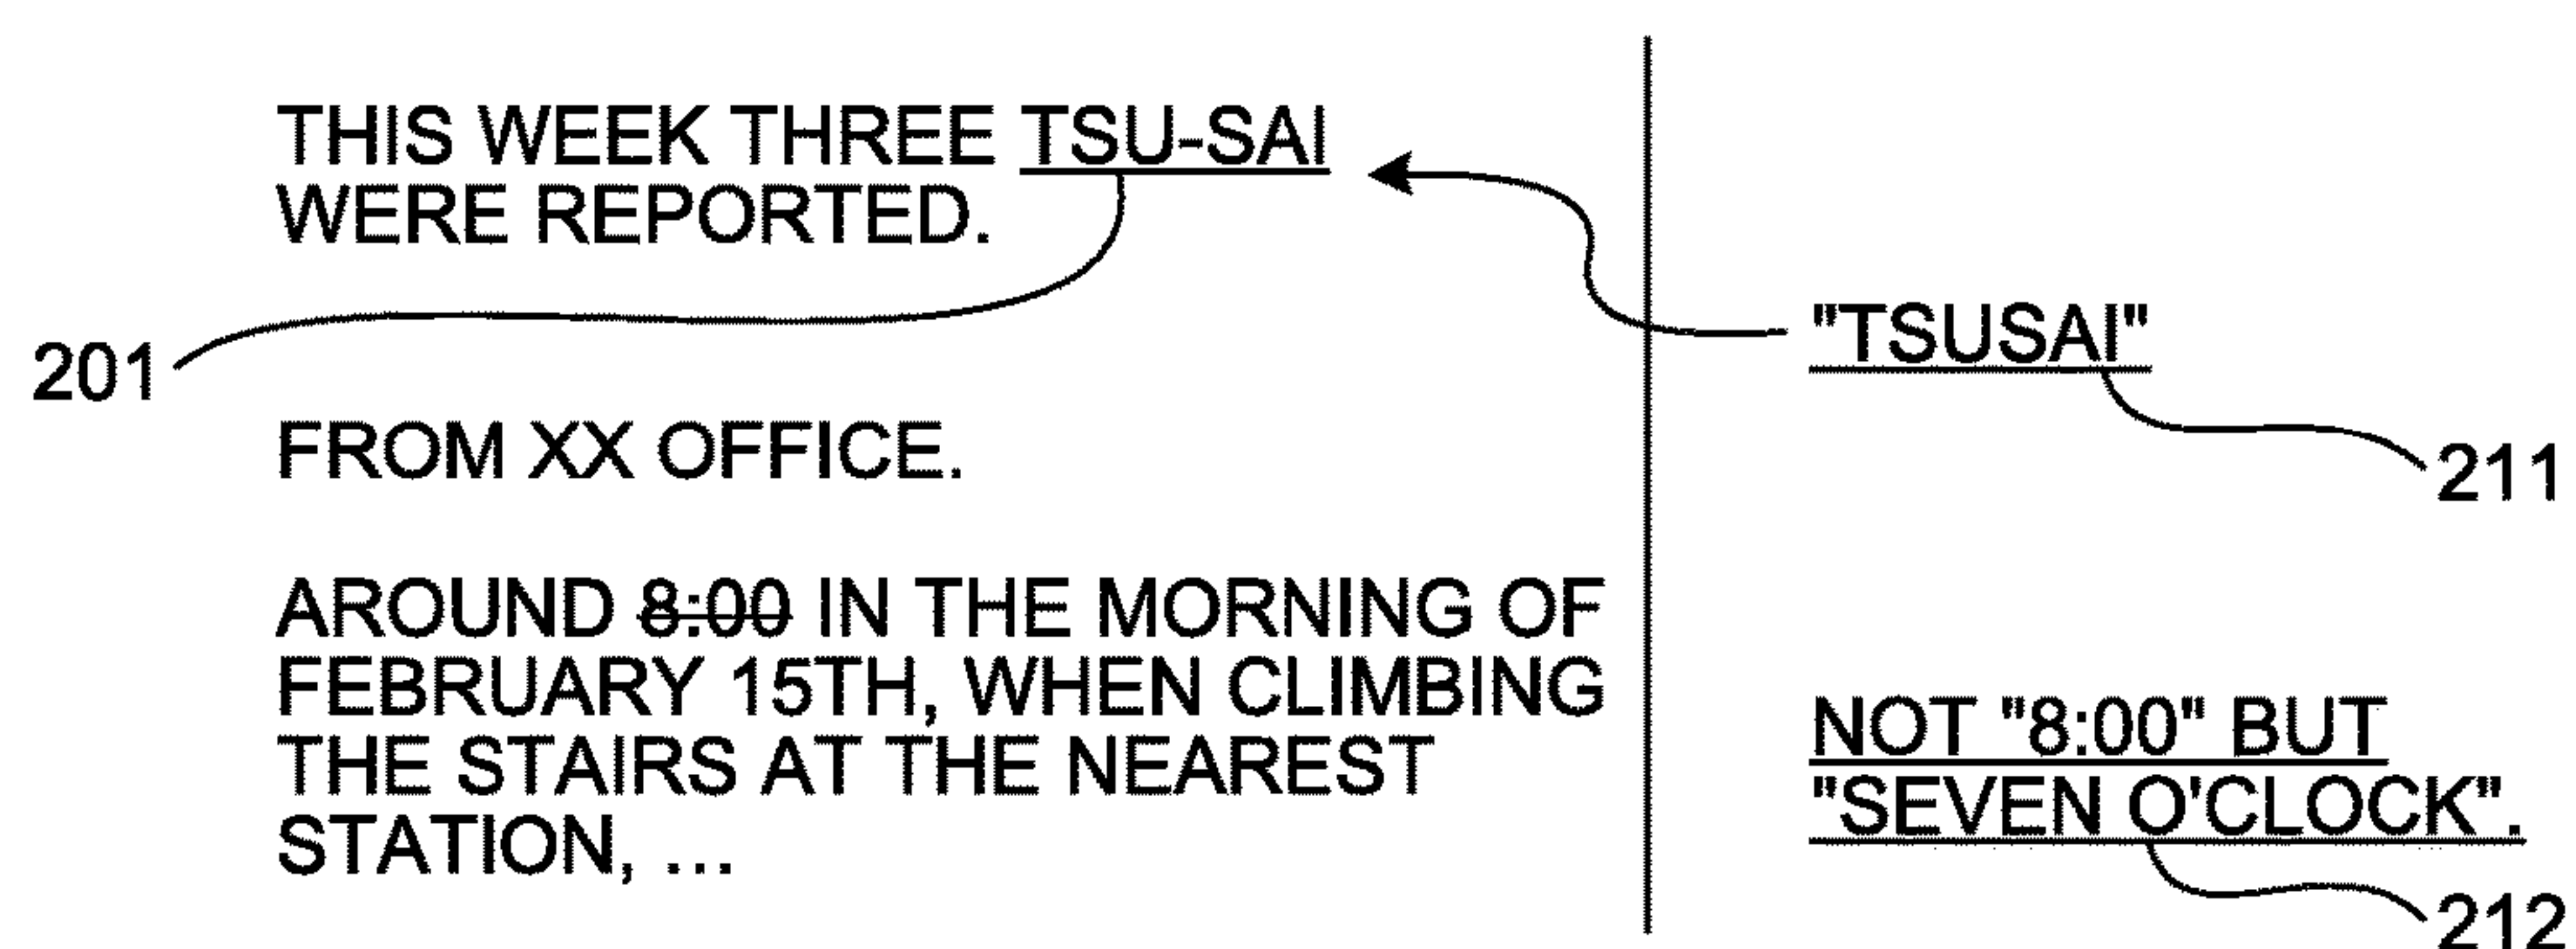 THIS WEEK THREE TSU-SAI
WERE REPORTED.
201
"TSUSAI"
FROM XX OFFICE.
211
AROUND 8:00 IN THE MORNING OF
FEBRUARY 15TH, WHEN CLIMBING
THE STAIRS AT THE NEAREST
STATION, ...
NOT "8:00" BUT
"SEVEN O'CLOCK".
212